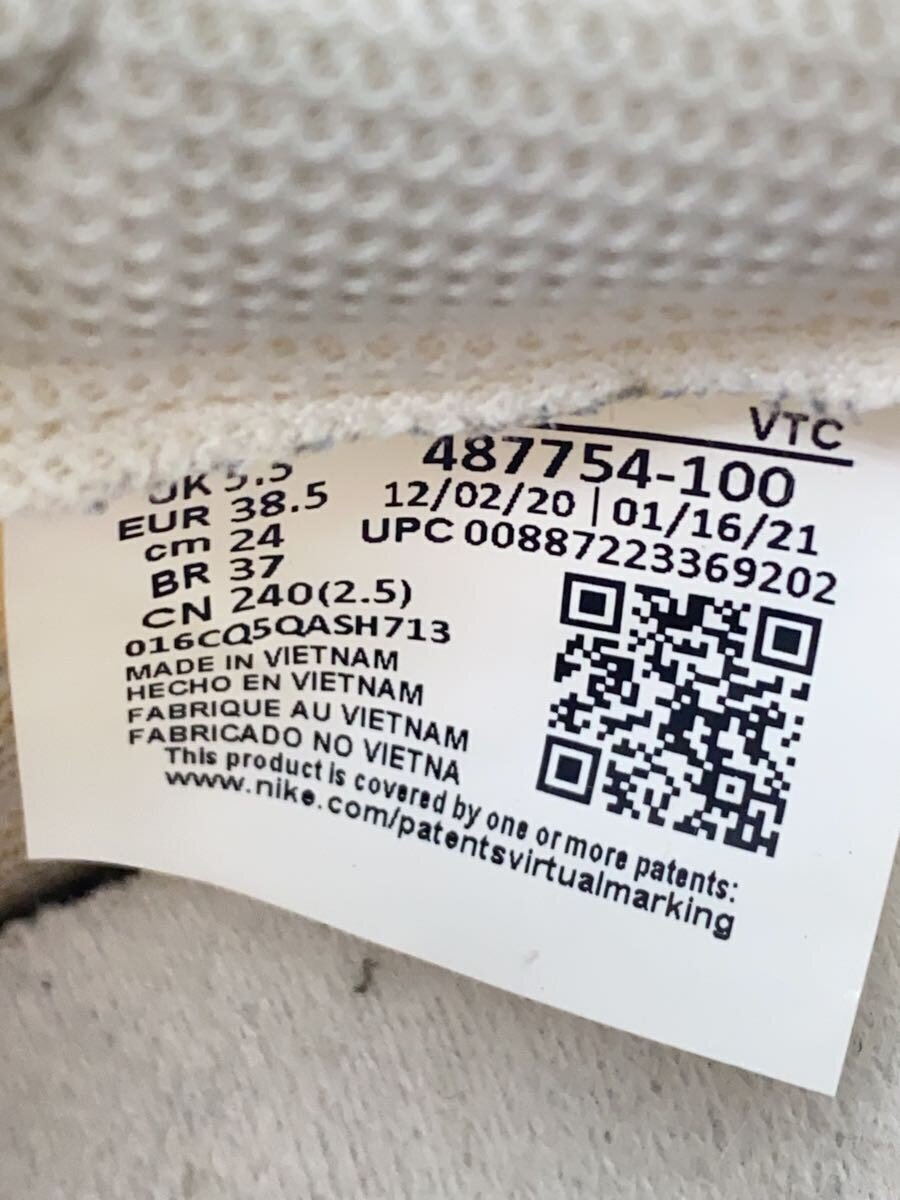 VTC
UK 5.5
487754-100
EUR 38.5
12/02/20 | 01/16/21
cm 24
UPC 00887223369202
BR 37
CN 240(2.5)
016CQ5QASH713
MADE IN VIETNAM
HECHO EN VIETNAM
FABRIQUE AU VIETNAM
FABRICADO NO VIETNA
This product is covered by one or more patents:
www.nike.com/patentsvirtualmarking